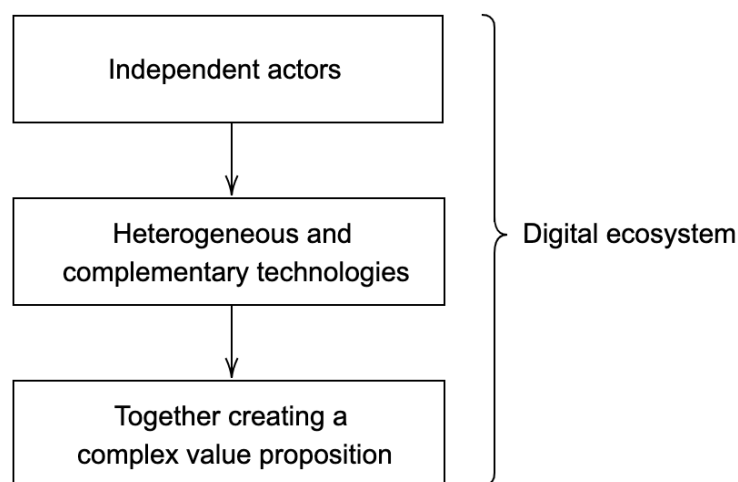 Independent actors
Heterogeneous and
complementary technologies
Digital ecosystem
Together creating a
complex value proposition